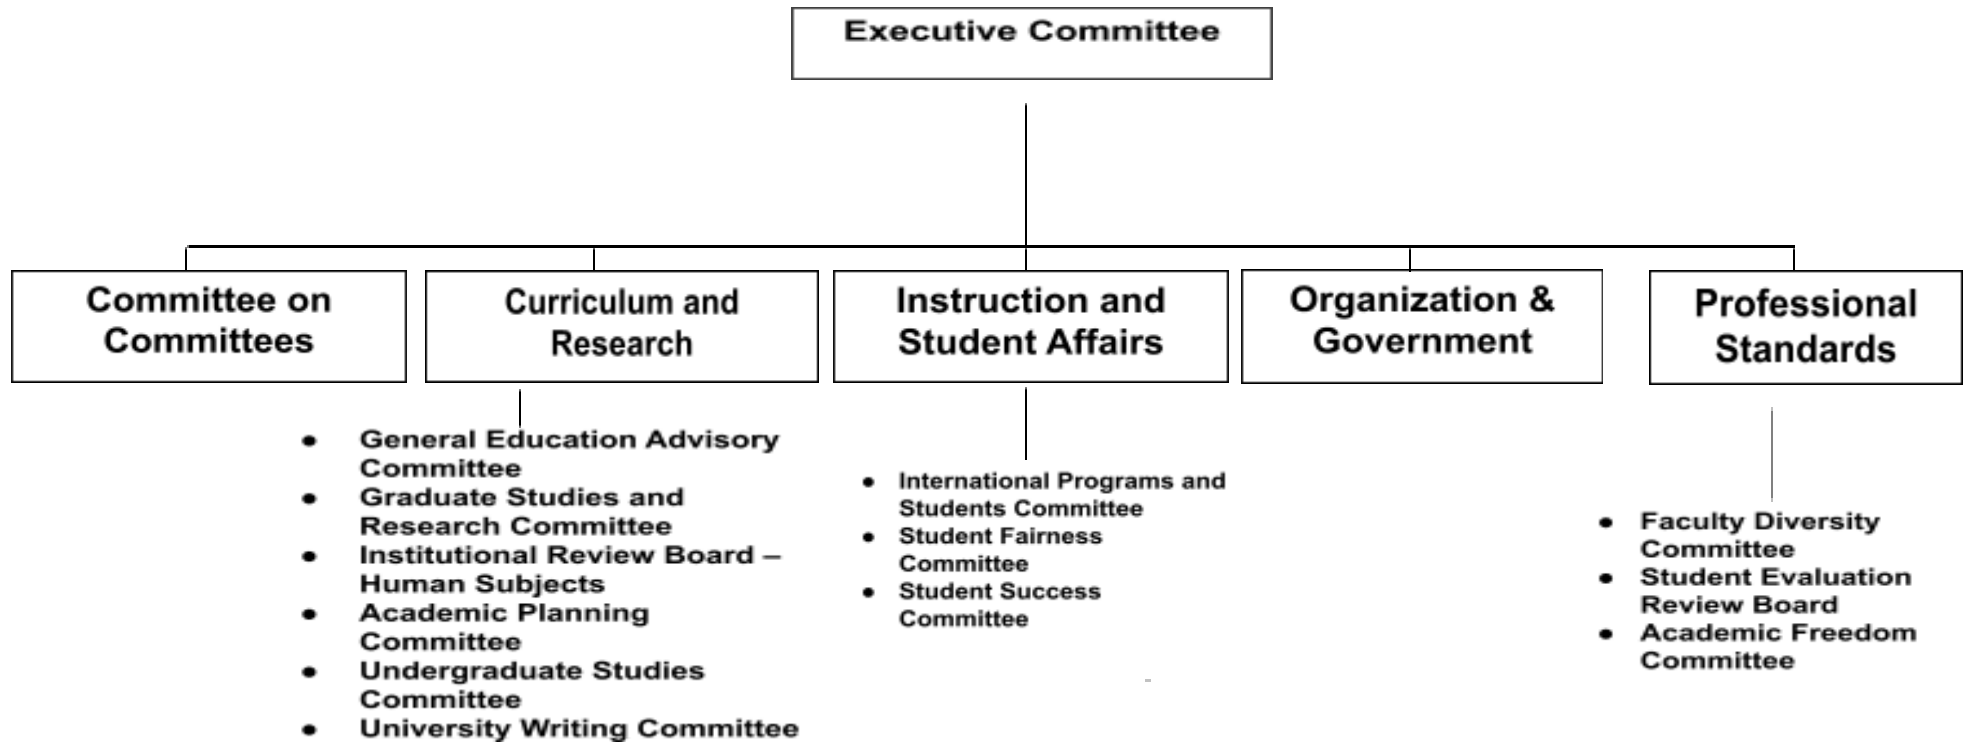 Executive Committee
Committee on
Committees
Curriculum and
Research
Instruction and
Student Affairs
Organization &
Government
Professional
Standards
● General Education Advisory
Committee
● Graduate Studies and
Research Committee
● Institutional Review Board –
Human Subjects
● Academic Planning
Committee
● Undergraduate Studies
Committee
● University Writing Committee
● International Programs and
Students Committee
● Student Fairness
Committee
● Student Success
Committee
● Faculty Diversity
Committee
● Student Evaluation
Review Board
● Academic Freedom
Committee